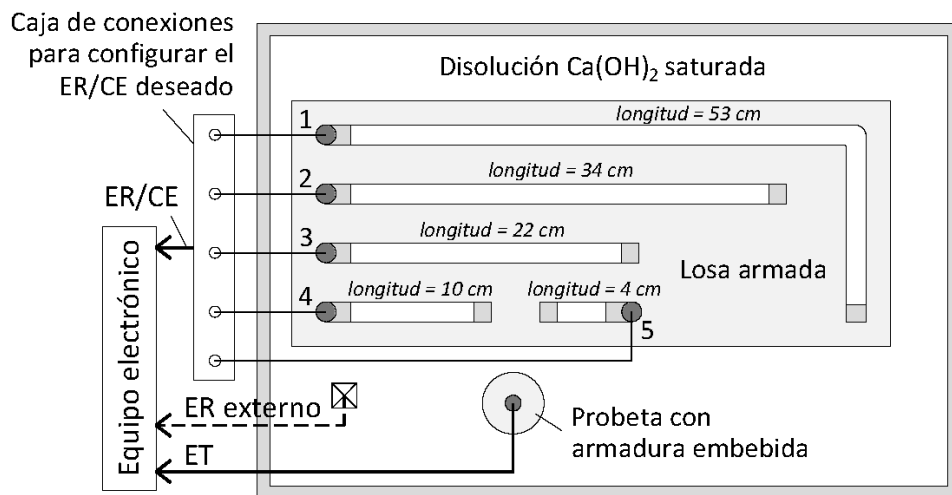 Caja de conexiones
para configurar el
ER/CE deseado
Disolución Ca(OH)₂ saturada
1
longitud = 53 cm
2
longitud = 34 cm
ER/CE
3
longitud = 22 cm
Losa armada
4
longitud = 10 cm
longitud = 4 cm
5
Equipo electrónico
ER externo
ET
Probeta con
armadura embebida